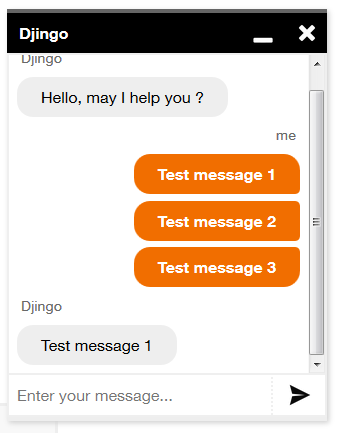 Djingo
Djingo
Hello, may I help you ?
me
Test message 1
Test message 2
Test message 3
Djingo
Test message 1
Enter your message...